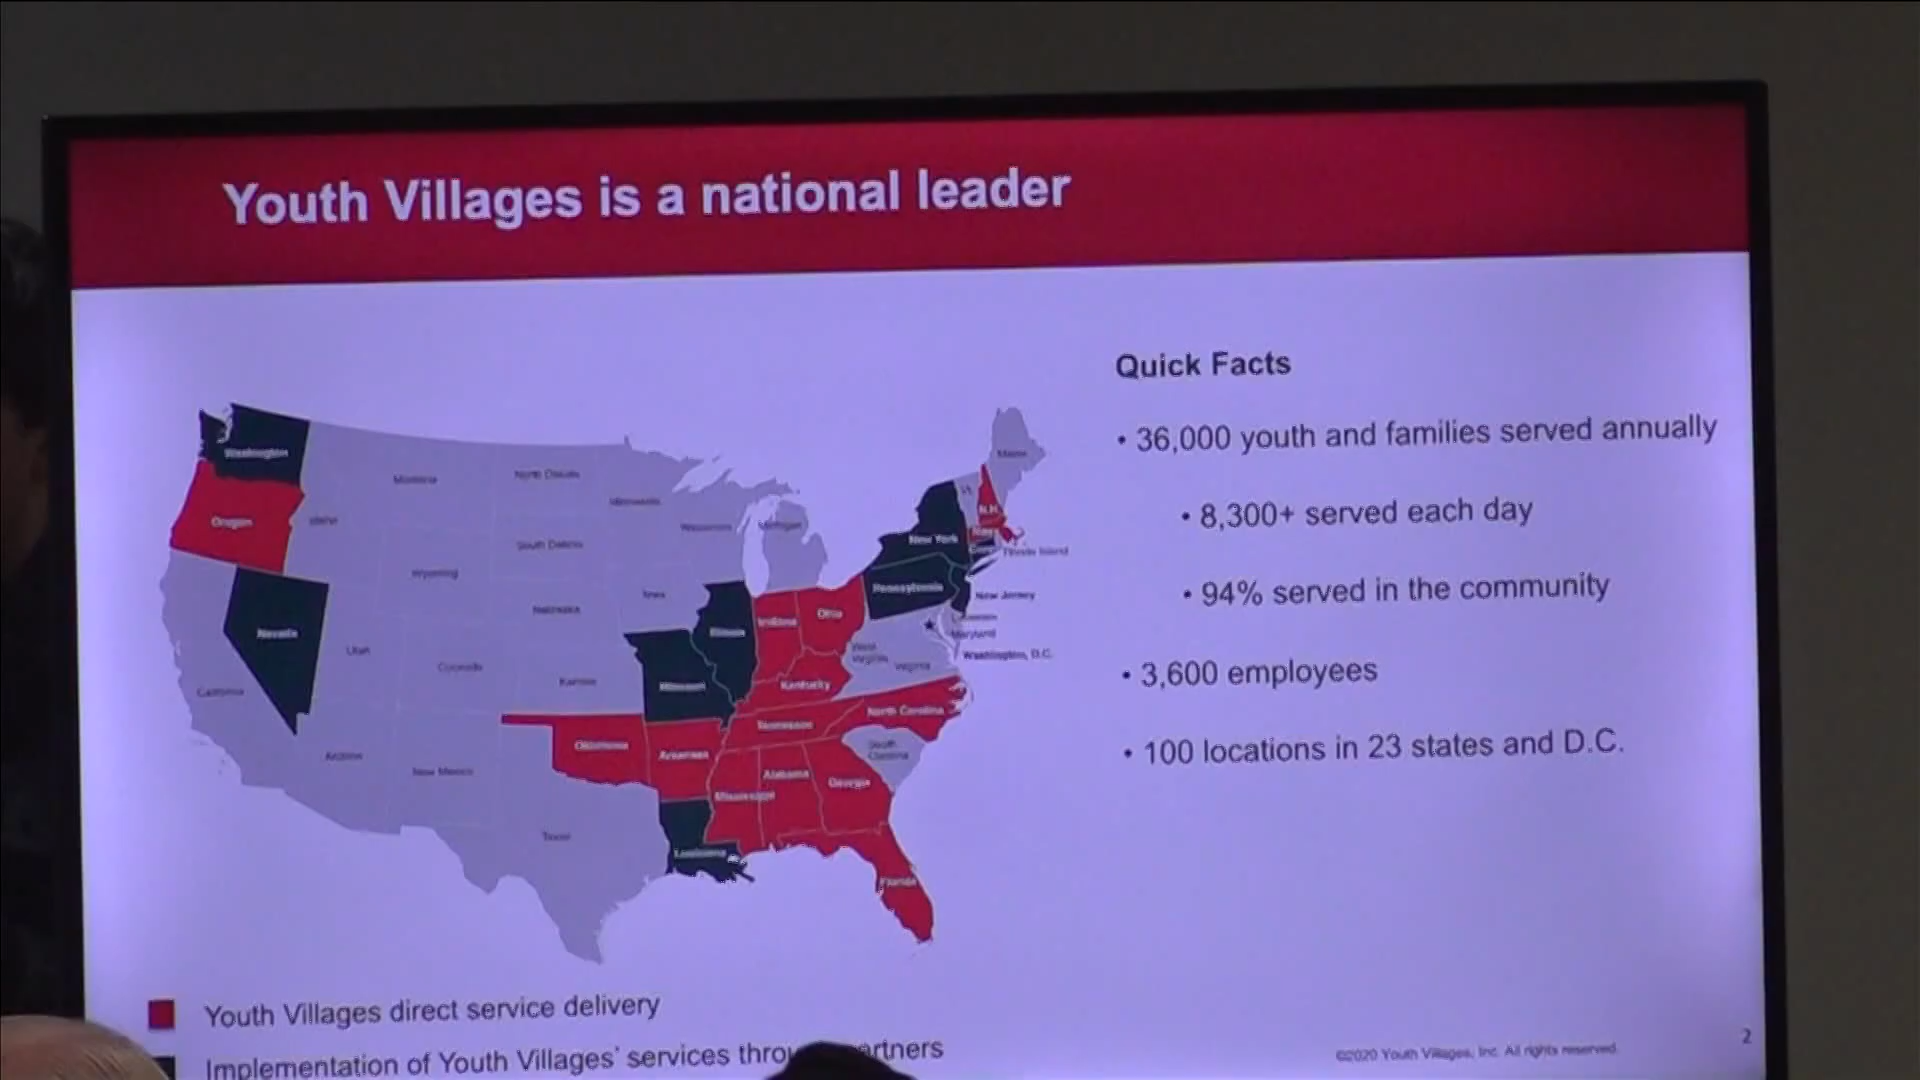 Youth Villages is a national leader
Quick Facts
• 36,000 youth and families served annually
• 8,300+ served each day
• 94% served in the community
• 3,600 employees
• 100 locations in 23 states and D.C.
Washington
Oregon
Nevada
California
Idaho
Montana
Wyoming
Utah
Arizona
Colorado
New Mexico
North Dakota
South Dakota
Nebraska
Kansas
Oklahoma
Texas
Minnesota
Iowa
Missouri
Arkansas
Louisiana
Wisconsin
Illinois
Michigan
Indiana
Ohio
Kentucky
Tennessee
Mississippi
Alabama
Georgia
Florida
South Carolina
North Carolina
West Virginia
Virginia
Pennsylvania
New York
Vt.
N.H.
Maine
Rhode Island
New Jersey
Maryland
Washington, D.C.
Youth Villages direct service delivery
Implementation of Youth Villages' services artners
©2020 Youth Villages, Inc. All rights reserved.
2